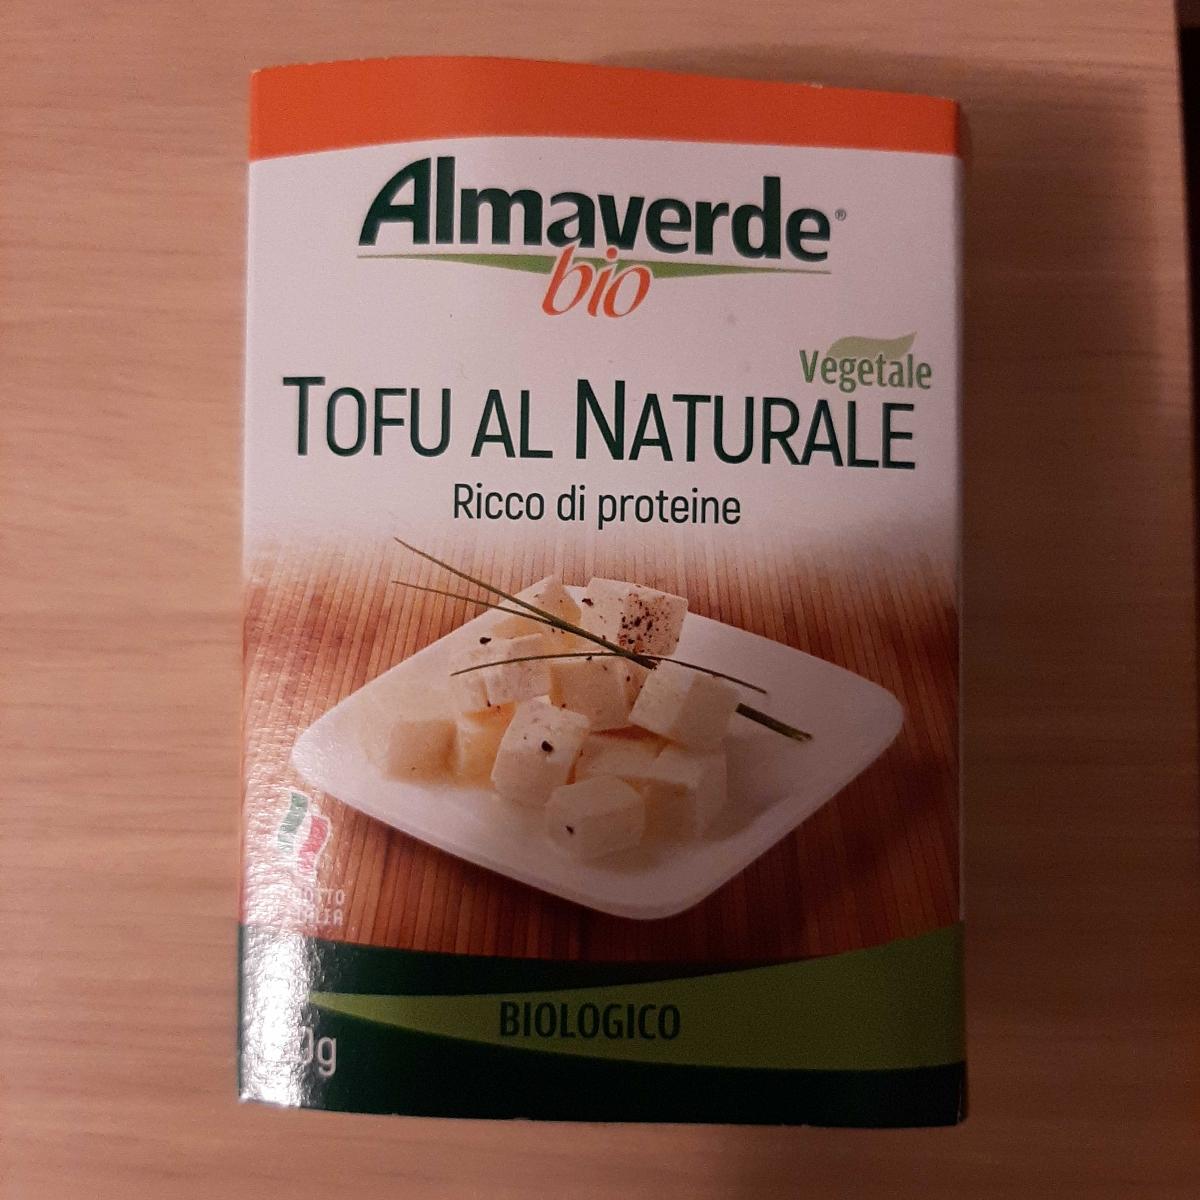 Almaverde®
bio
Vegetale
TOFU AL NATURALE
Ricco di proteine
BIOLOGICO